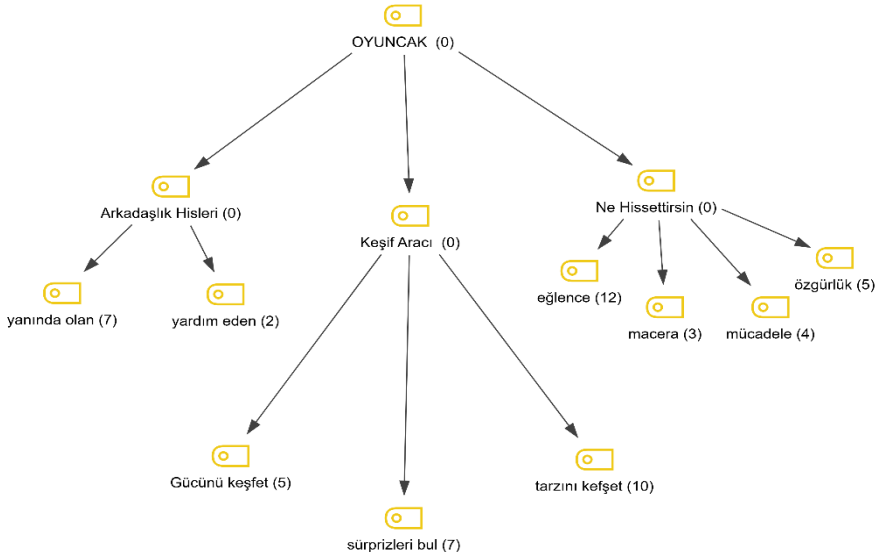 OYUNCAK (0)
Arkadaşlık Hisleri (0)
Keşif Aracı (0)
Ne Hissettirsin (0)
yanında olan (7)
yardım eden (2)
eğlence (12)
macera (3)
mücadele (4)
özgürlük (5)
Gücünü keşfet (5)
sürprizleri bul (7)
tarzını kefşet (10)